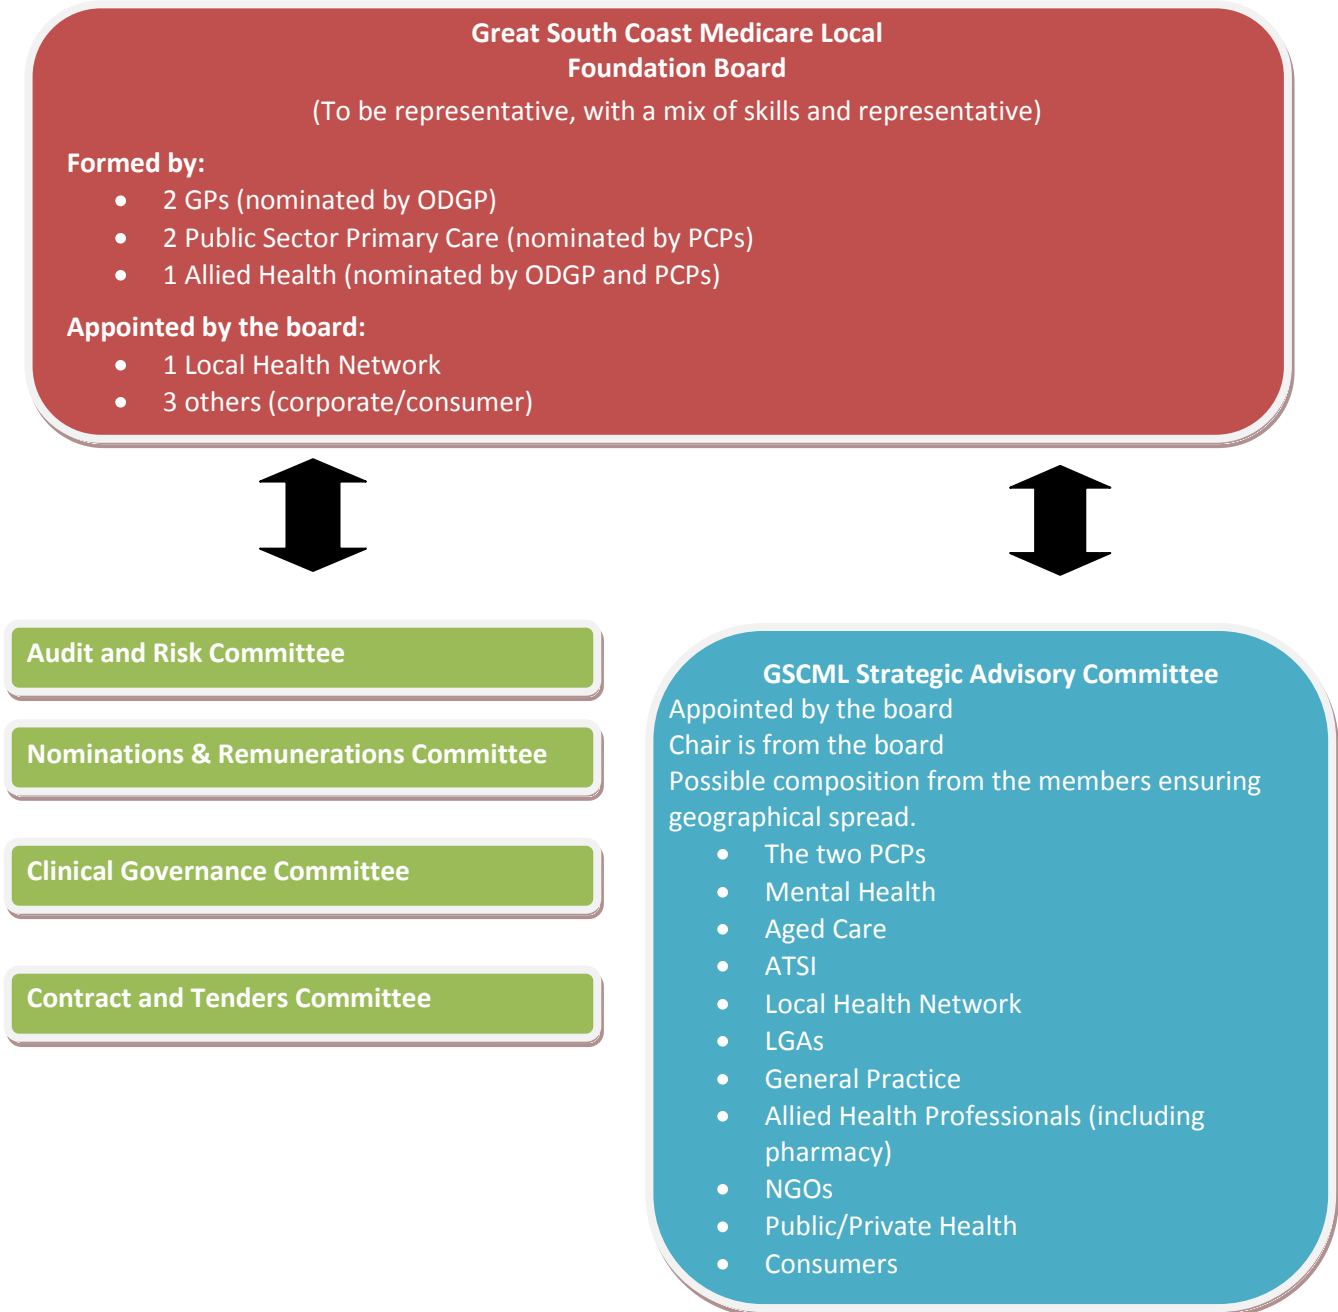 Great South Coast Medicare Local
Foundation Board
(To be representative, with a mix of skills and representative)
Formed by:
• 2 GPs (nominated by ODGP)
• 2 Public Sector Primary Care (nominated by PCPs)
• 1 Allied Health (nominated by ODGP and PCPs)
Appointed by the board:
• 1 Local Health Network
• 3 others (corporate/consumer)
Audit and Risk Committee
Nominations & Remunerations Committee
Clinical Governance Committee
Contract and Tenders Committee
GSCML Strategic Advisory Committee
Appointed by the board
Chair is from the board
Possible composition from the members ensuring
geographical spread.
• The two PCPs
• Mental Health
• Aged Care
• ATSI
• Local Health Network
• LGAs
• General Practice
• Allied Health Professionals (including
pharmacy)
• NGOs
• Public/Private Health
• Consumers